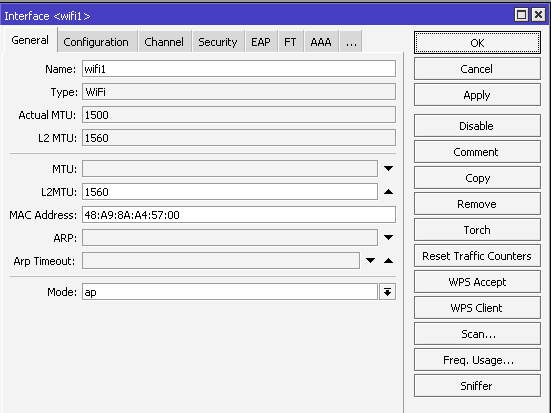 Interface <wifi1>
General Configuration Channel Security EAP FT AAA ...
Name: wifi1
Type: WiFi
Actual MTU: 1500
L2 MTU: 1560
MTU:
L2MTU: 1560
MAC Address: 48:A9:8A:A4:57:00
ARP:
Arp Timeout:
Mode: ap
OK
Cancel
Apply
Disable
Comment
Copy
Remove
Torch
Reset Traffic Counters
WPS Accept
WPS Client
Scan...
Freq. Usage...
Sniffer